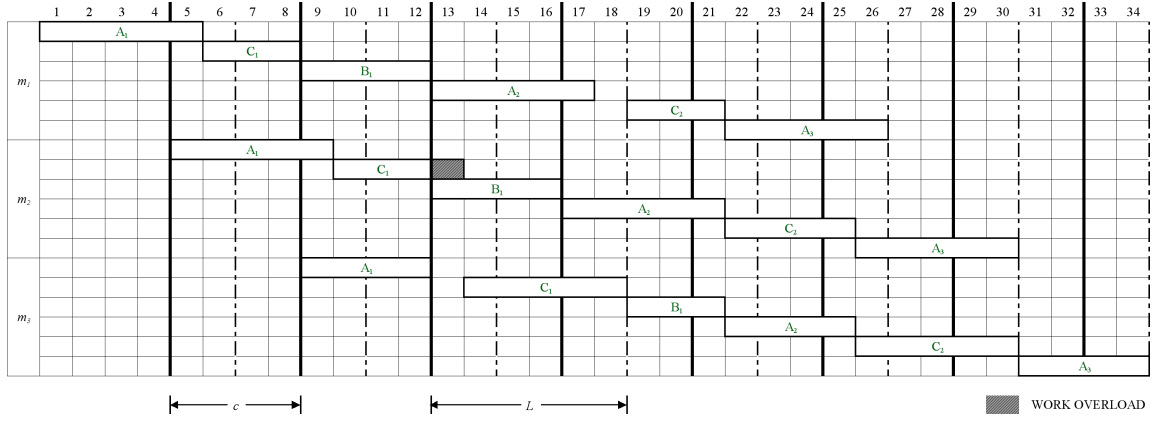 1 2 3 4 5 6 7 8 9 10 11 12 13 14 15 16 17 18 19 20 21 22 23 24 25 26 27 28 29 30 31 32 33 34
A₁
C₁
m₁ B₁
A₂
C₂
A₃
A₁
C₁
B₁
m₂ A₂
C₂
A₃
A₁
C₁
B₁
m₃ A₂
C₂
A₃
c L WORK OVERLOAD